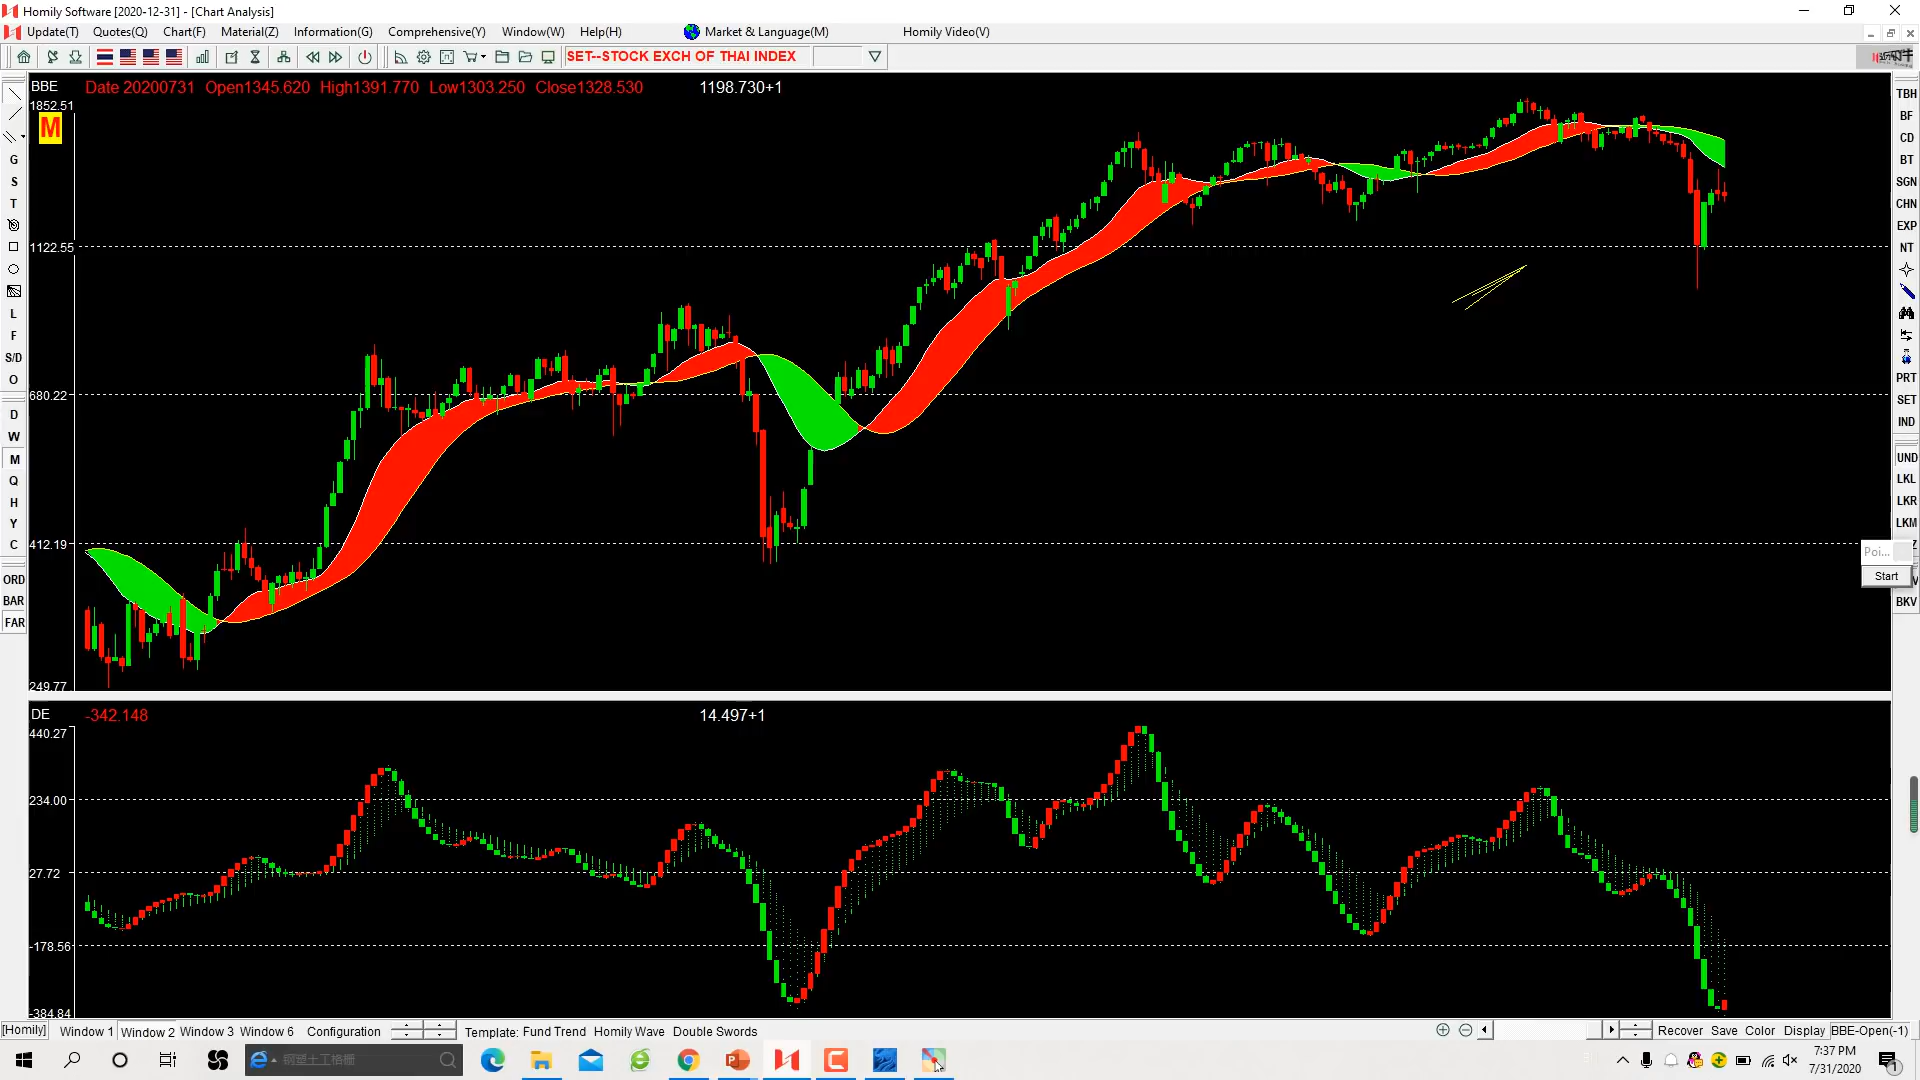 Homily Software [2020-12-31] - [Chart Analysis]
Update(T) Quotes(Q) Chart(F) Material(Z) Information(G) Comprehensive(Y) Window(W) Help(H) Market & Language(M) Homily Video(V)
SET--STOCK EXCH OF THAI INDEX
BBE Date 20200731 Open1345.620 High1391.770 Low1303.250 Close1328.530 1198.730+1
1852.51
M
1122.55
680.22
412.19
249.77
G
S
T
L
F
S/D
O
D
W
M
Q
H
Y
C
ORD
BAR
FAR
TBH
BF
CD
BT
SGN
CHN
EXP
NT
PRT
SET
IND
UND
LKL
LKR
LKM
Poi...
Start
BKV
DE -342.148 14.497+1
440.27
234.00
27.72
-178.56
-384.84
[Homily] Window 1 Window 2 Window 3 Window 6 Configuration Template: Fund Trend Homily Wave Double Swords Recover Save Color Display BBE-Open(-1)
7:37 PM
7/31/2020
1